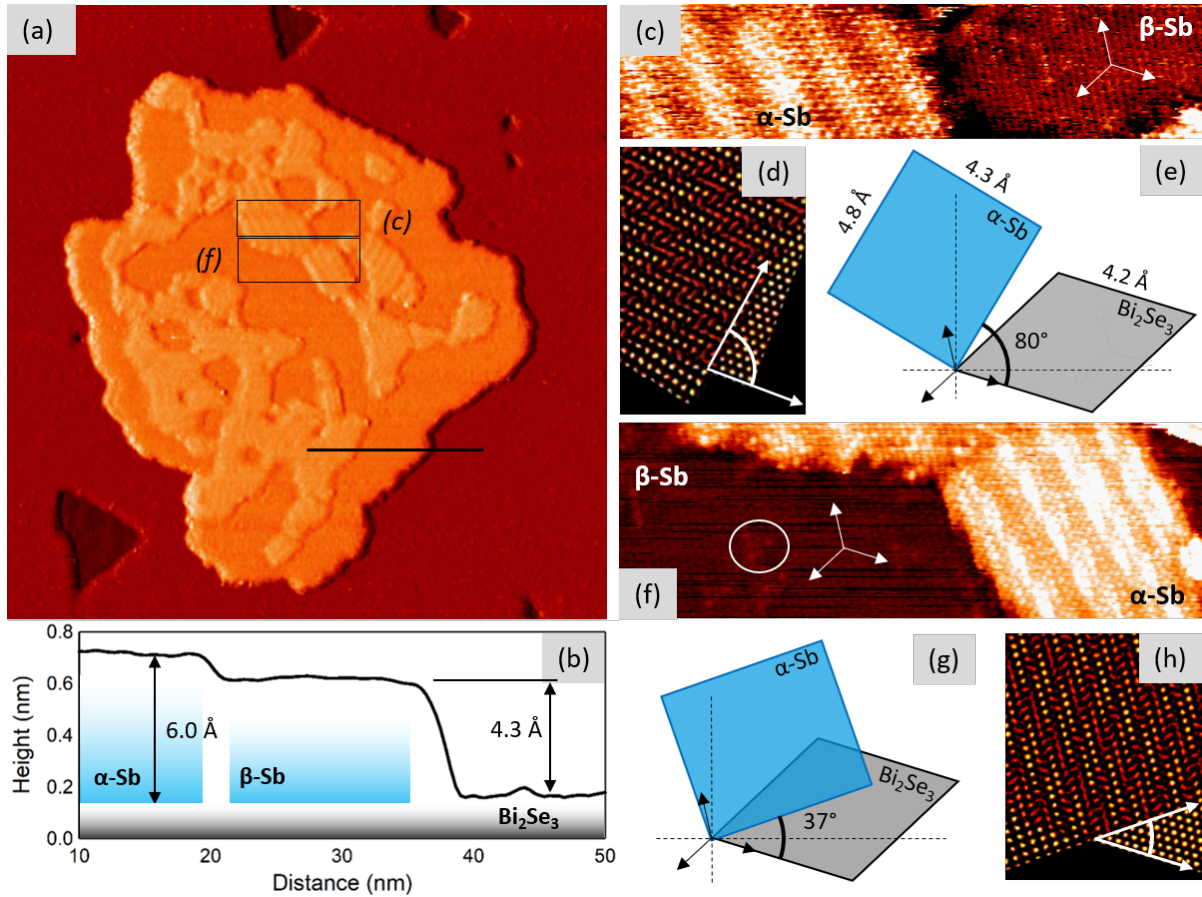 (a)
(c)
(f)
(b)
0.8
0.6
0.4
0.2
0.0
Height (nm)
6.0 Å
4.3 Å
α-Sb
β-Sb
Bi₂Se₃
10
20
30
40
50
Distance (nm)
(c)
β-Sb
α-Sb
(d)
(e)
4.3 Å
4.8 Å
α-Sb
4.2 Å
Bi₂Se₃
80°
β-Sb
(f)
α-Sb
(g)
α-Sb
Bi₂Se₃
37°
(h)